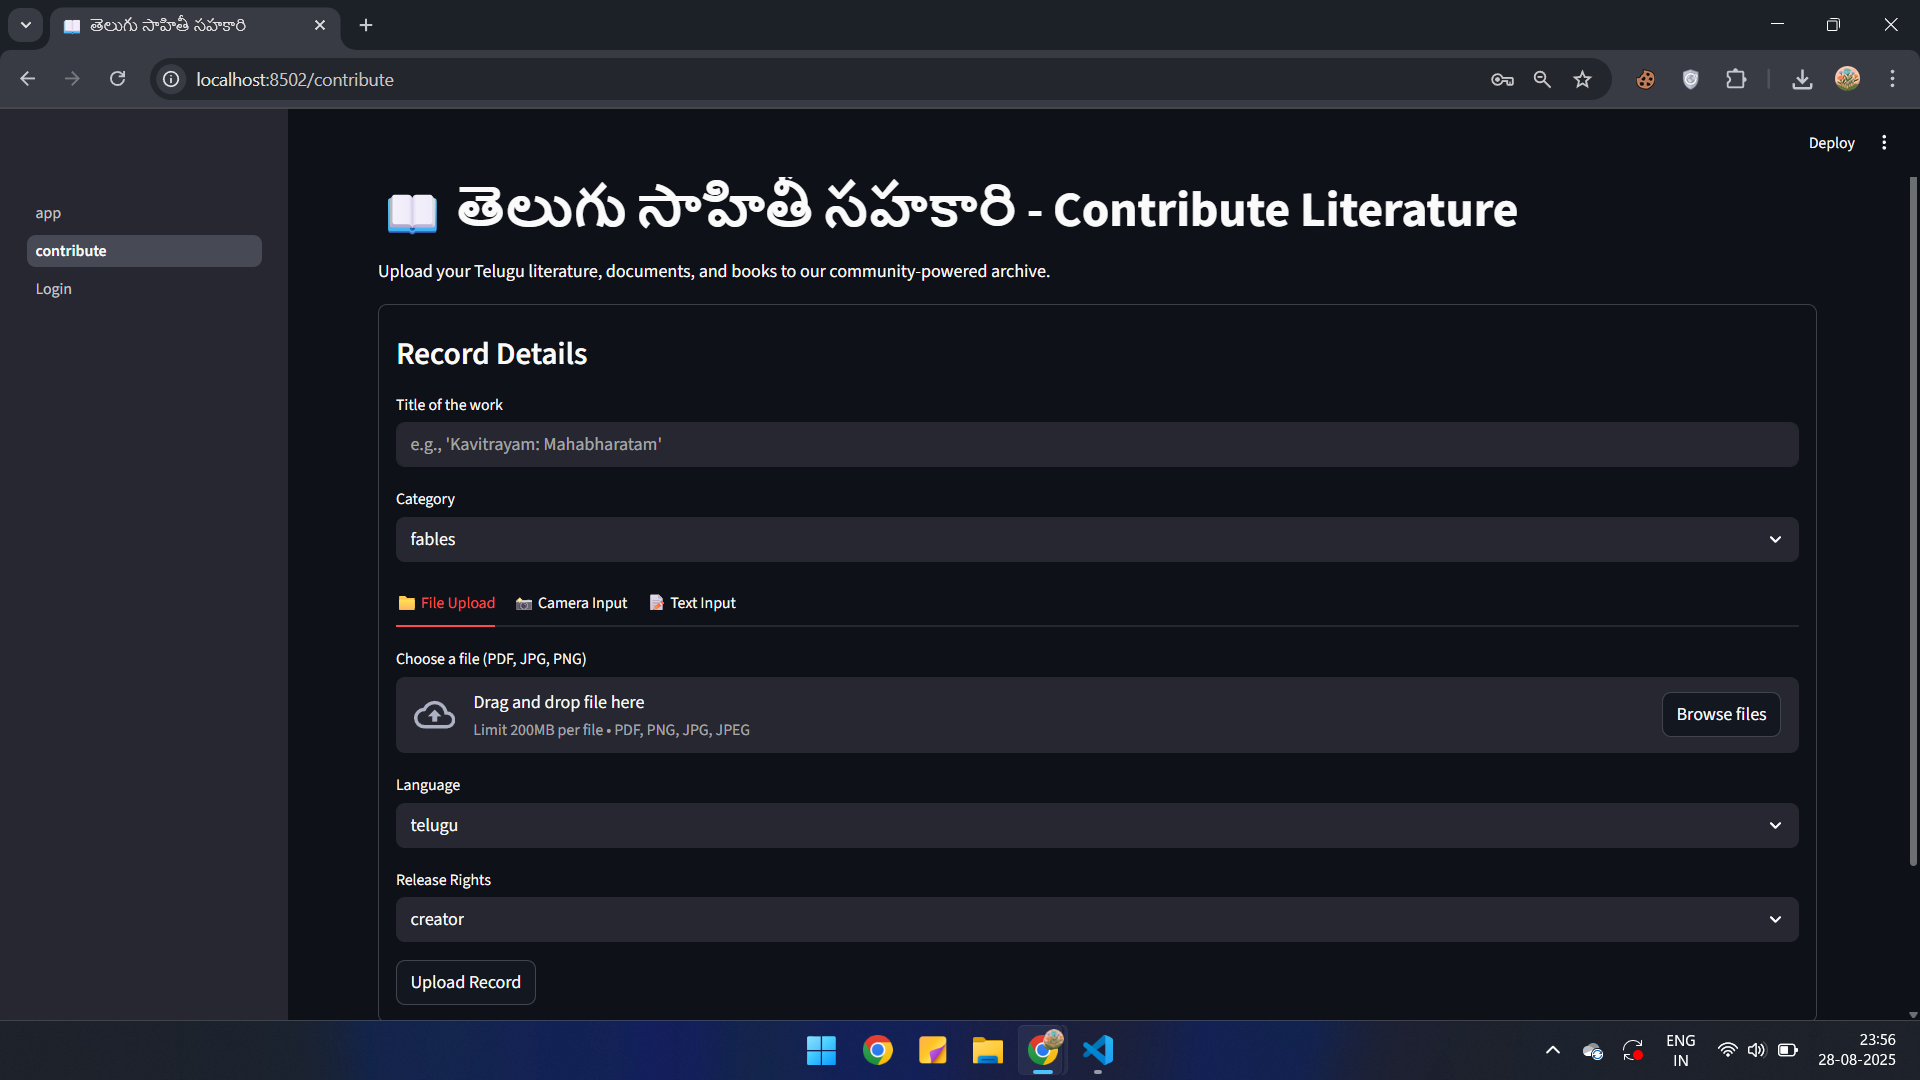 తెలుగు సాహితీ సహకారి
localhost:8502/contribute
Deploy
app
contribute
Login
తెలుగు సాహితీ సహకారి - Contribute Literature
Upload your Telugu literature, documents, and books to our community-powered archive.
Record Details
Title of the work
e.g., 'Kavitrayam: Mahabharatam'
Category
fables
File Upload
Camera Input
Text Input
Choose a file (PDF, JPG, PNG)
Drag and drop file here
Limit 200MB per file • PDF, PNG, JPG, JPEG
Browse files
Language
telugu
Release Rights
creator
Upload Record
ENG
IN
23:56
28-08-2025